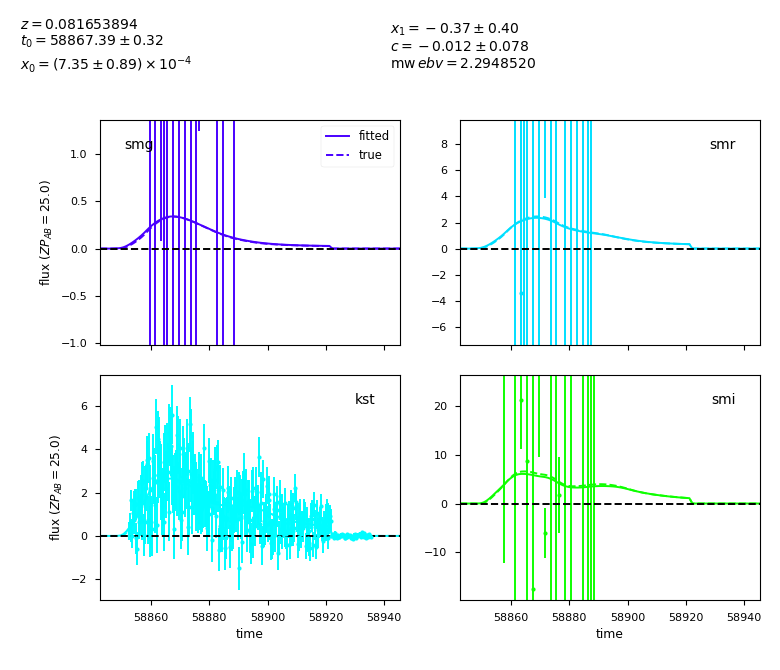 z = 0.081653894
t₀ = 58867.39 ± 0.32
x₀ = (7.35 ± 0.89) × 10⁻⁴
x₁ = −0.37 ± 0.40
c = −0.012 ± 0.078
mw ebv = 2.2948520
smg
fitted
true
1.0
0.5
0.0
−0.5
−1.0
flux (ZP_AB = 25.0)
smr
8
6
4
2
0
−2
−4
−6
kst
6
4
2
0
−2
flux (ZP_AB = 25.0)
58860 58880 58900 58920 58940
time
smi
20
10
0
−10
58860 58880 58900 58920 58940
time